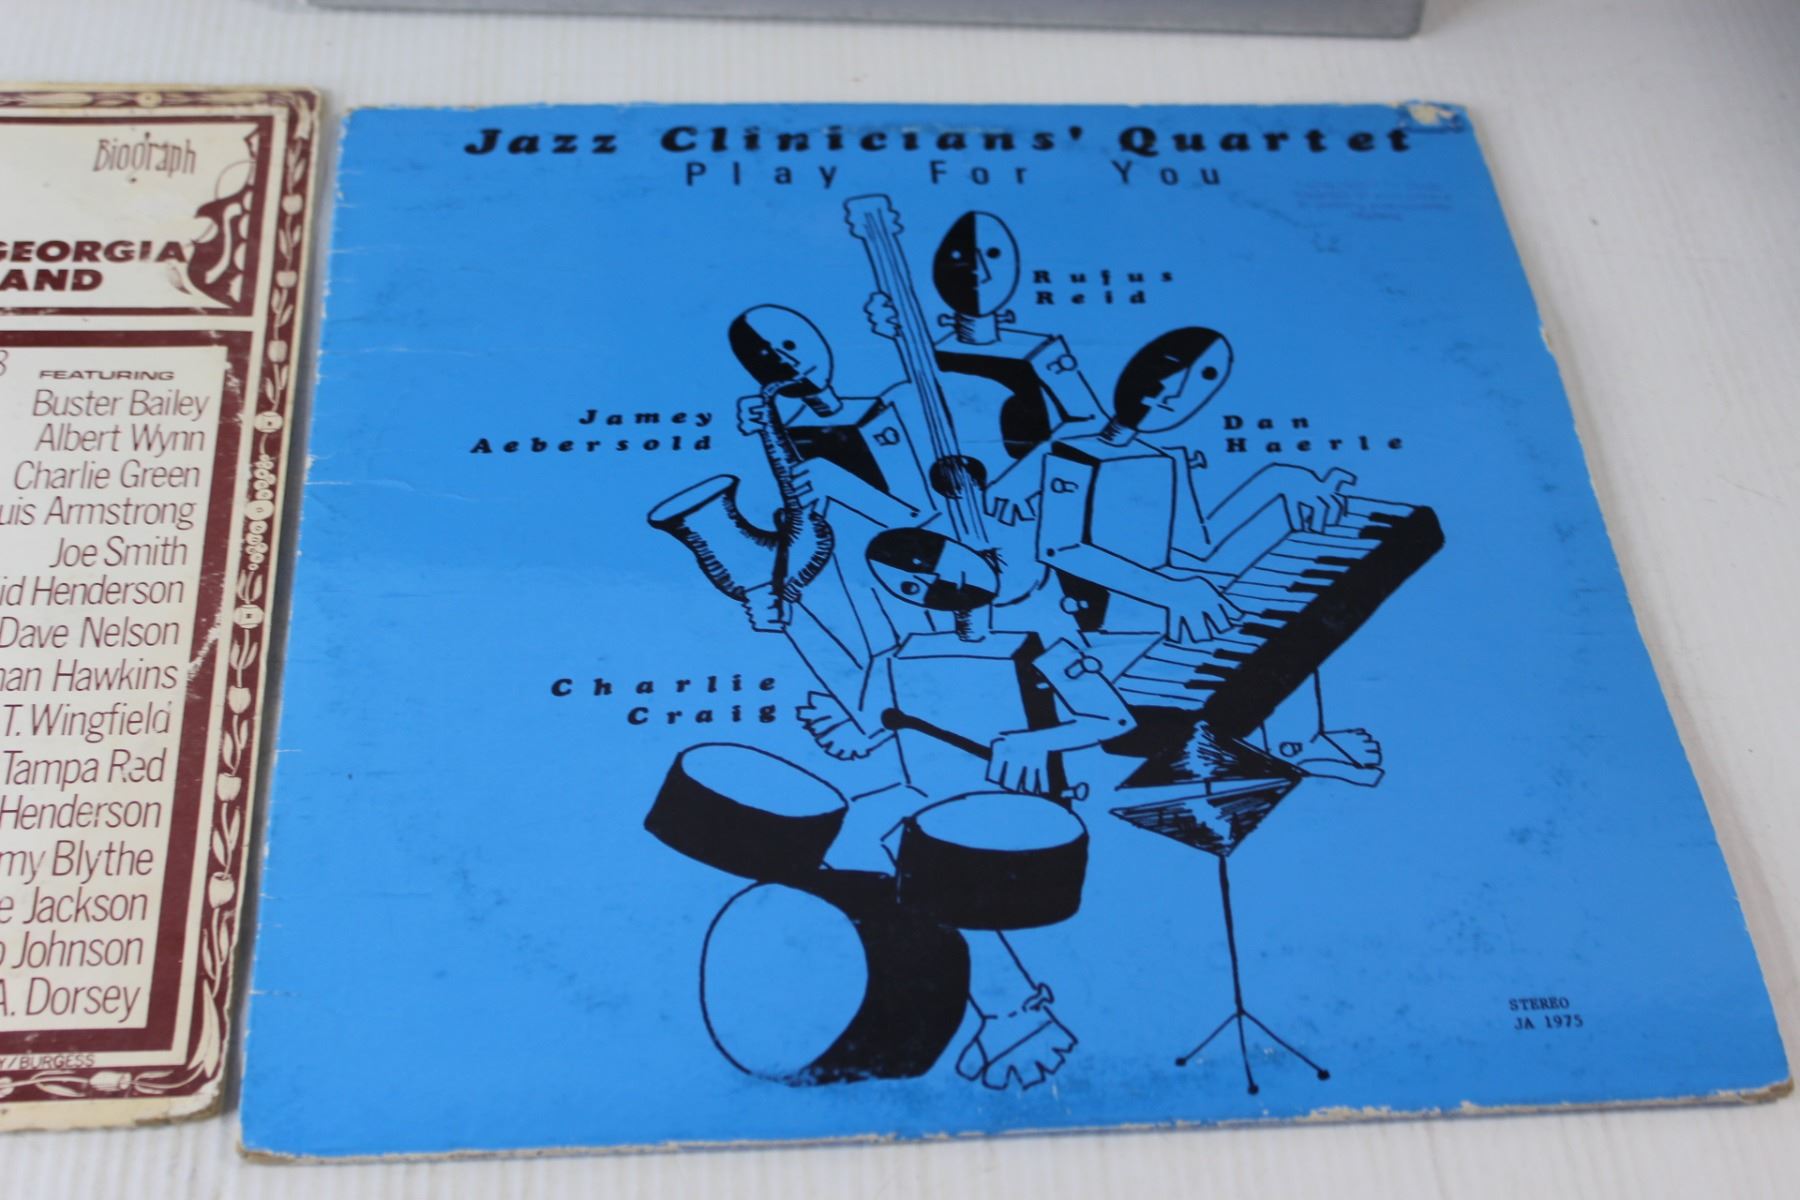 Biograph
GEORGIA
AND
8
FEATURING
Buster Bailey
Albert Wynn
Charlie Green
uis Armstrong
Joe Smith
id Henderson
Dave Nelson
nan Hawkins
T. Wingfield
Tampa Red
Henderson
my Blythe
e Jackson
o Johnson
A. Dorsey
Y/BURGESS
Jazz Clinicians' Quartet
Play For You
Rufus
Reid
Jamey
Aebersold
Dan
Haerle
Charlie
Craig
STEREO
JA 1975